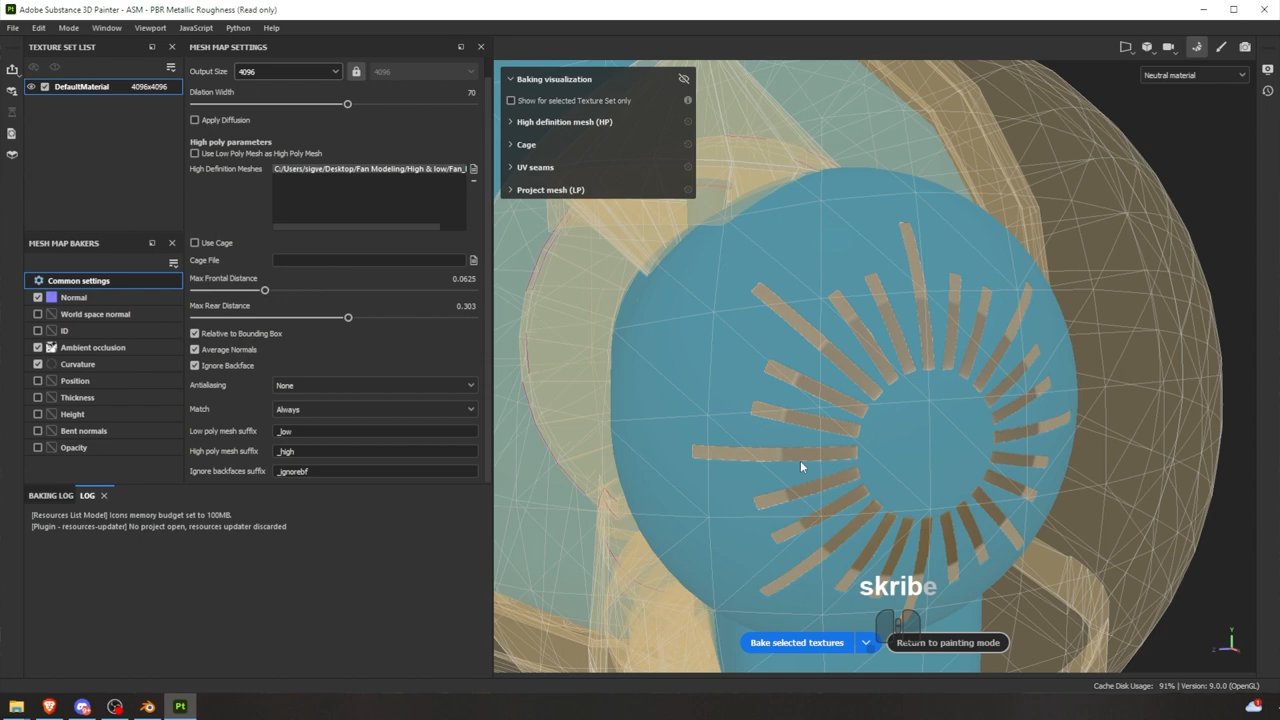 Adobe Substance 3D Painter - ASM - PBR Metallic Roughness (Read only)
File Edit Mode Window Viewport JavaScript Python Help
TEXTURE SET LIST
DefaultMaterial 4096x4096
MESH MAP BAKERS
Common settings
Normal
World space normal
ID
Ambient occlusion
Curvature
Position
Thickness
Height
Bent normals
Opacity
MESH MAP SETTINGS
Output Size 4096 4096
Dilation Width 70
Apply Diffusion
High poly parameters
Use Low Poly Mesh as High Poly Mesh
High Definition Meshes C:/Users/sigve/Desktop/Fan Modeling/High & low/Fan_
Use Cage
Cage File
Max Frontal Distance 0.0625
Max Rear Distance 0.303
Relative to Bounding Box
Average Normals
Ignore Backface
Antialiasing None
Match Always
Low poly mesh suffix _low
High poly mesh suffix _high
Ignore backfaces suffix _ignorebf
BAKING LOG LOG
[Resources List Model] Icons memory budget set to 100MB.
[Plugin - resources-updater] No project open, resources updater discarded
Baking visualization
Show for selected Texture Set only
High definition mesh (HP)
Cage
UV seams
Project mesh (LP)
Neutral material
skribe
Bake selected textures Return to painting mode
Y
Cache Disk Usage: 91% | Version: 9.0.0 (OpenGL)
Pt